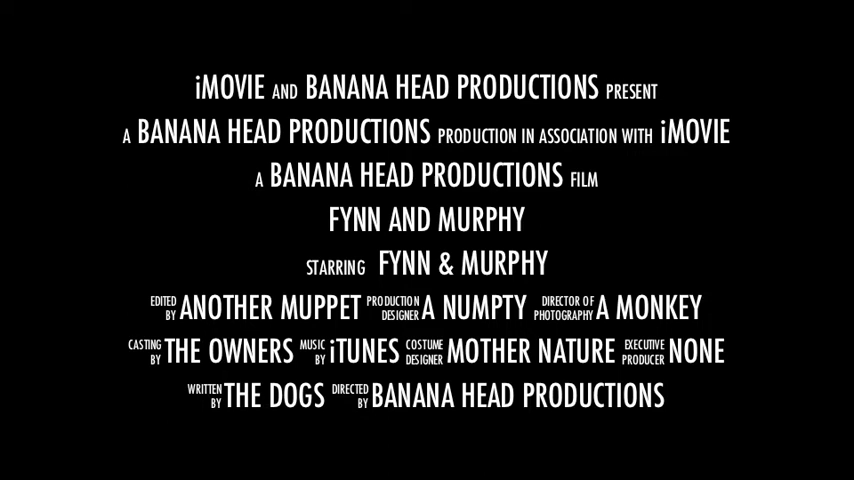 iMOVIE AND BANANA HEAD PRODUCTIONS PRESENT
A BANANA HEAD PRODUCTIONS PRODUCTION IN ASSOCIATION WITH iMOVIE
A BANANA HEAD PRODUCTIONS FILM
FYNN AND MURPHY
STARRING FYNN & MURPHY
EDITED BY ANOTHER MUPPET PRODUCTION DESIGNER A NUMPTY DIRECTOR OF PHOTOGRAPHY A MONKEY
CASTING BY THE OWNERS MUSIC BY iTUNES COSTUME DESIGNER MOTHER NATURE EXECUTIVE PRODUCER NONE
WRITTEN BY THE DOGS DIRECTED BY BANANA HEAD PRODUCTIONS